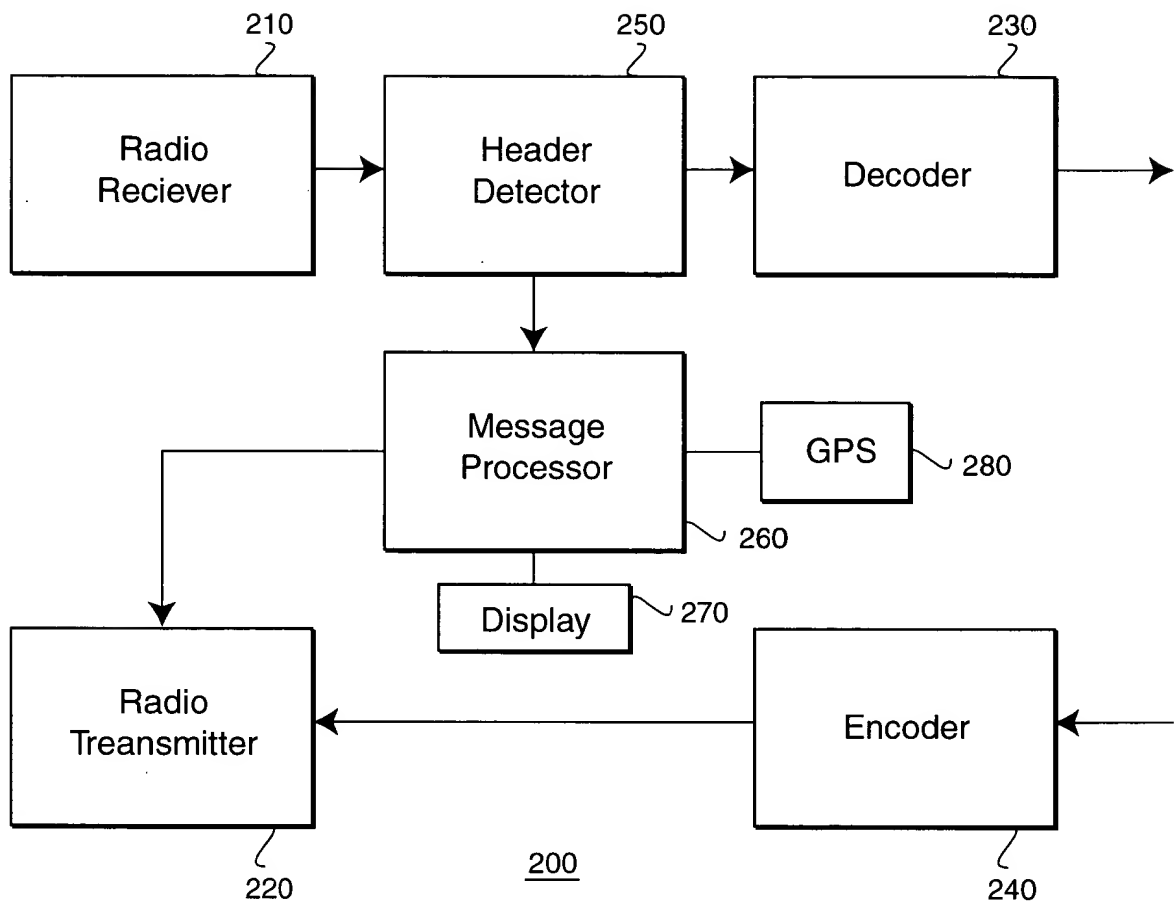 210
250
230
Radio
Reciever
Header
Detector
Decoder
Message
Processor
GPS
280
260
Display
270
Radio
Treansmitter
Encoder
220
200
240